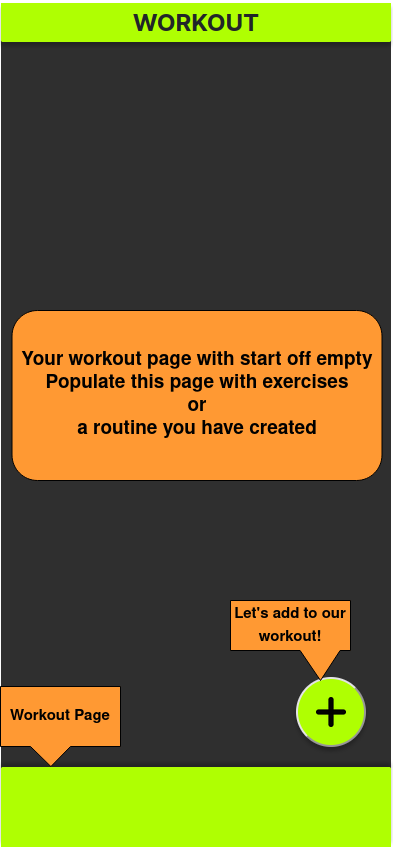 WORKOUT
Your workout page with start off empty
Populate this page with exercises
or
a routine you have created
Let's add to our
workout!
Workout Page